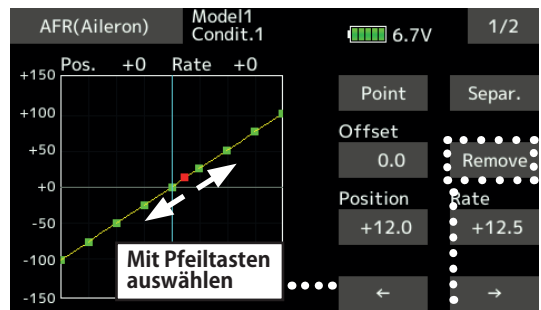 AFR(Aileron)
Model1
Condit.1
6.7V
1/2
Pos. +0 Rate +0
+150
+100
+50
+0
-50
-100
-150
Point
Separ.
Offset
0.0
Remove
Position
Rate
+12.0
+12.5
Mit Pfeiltasten
auswählen
←
→